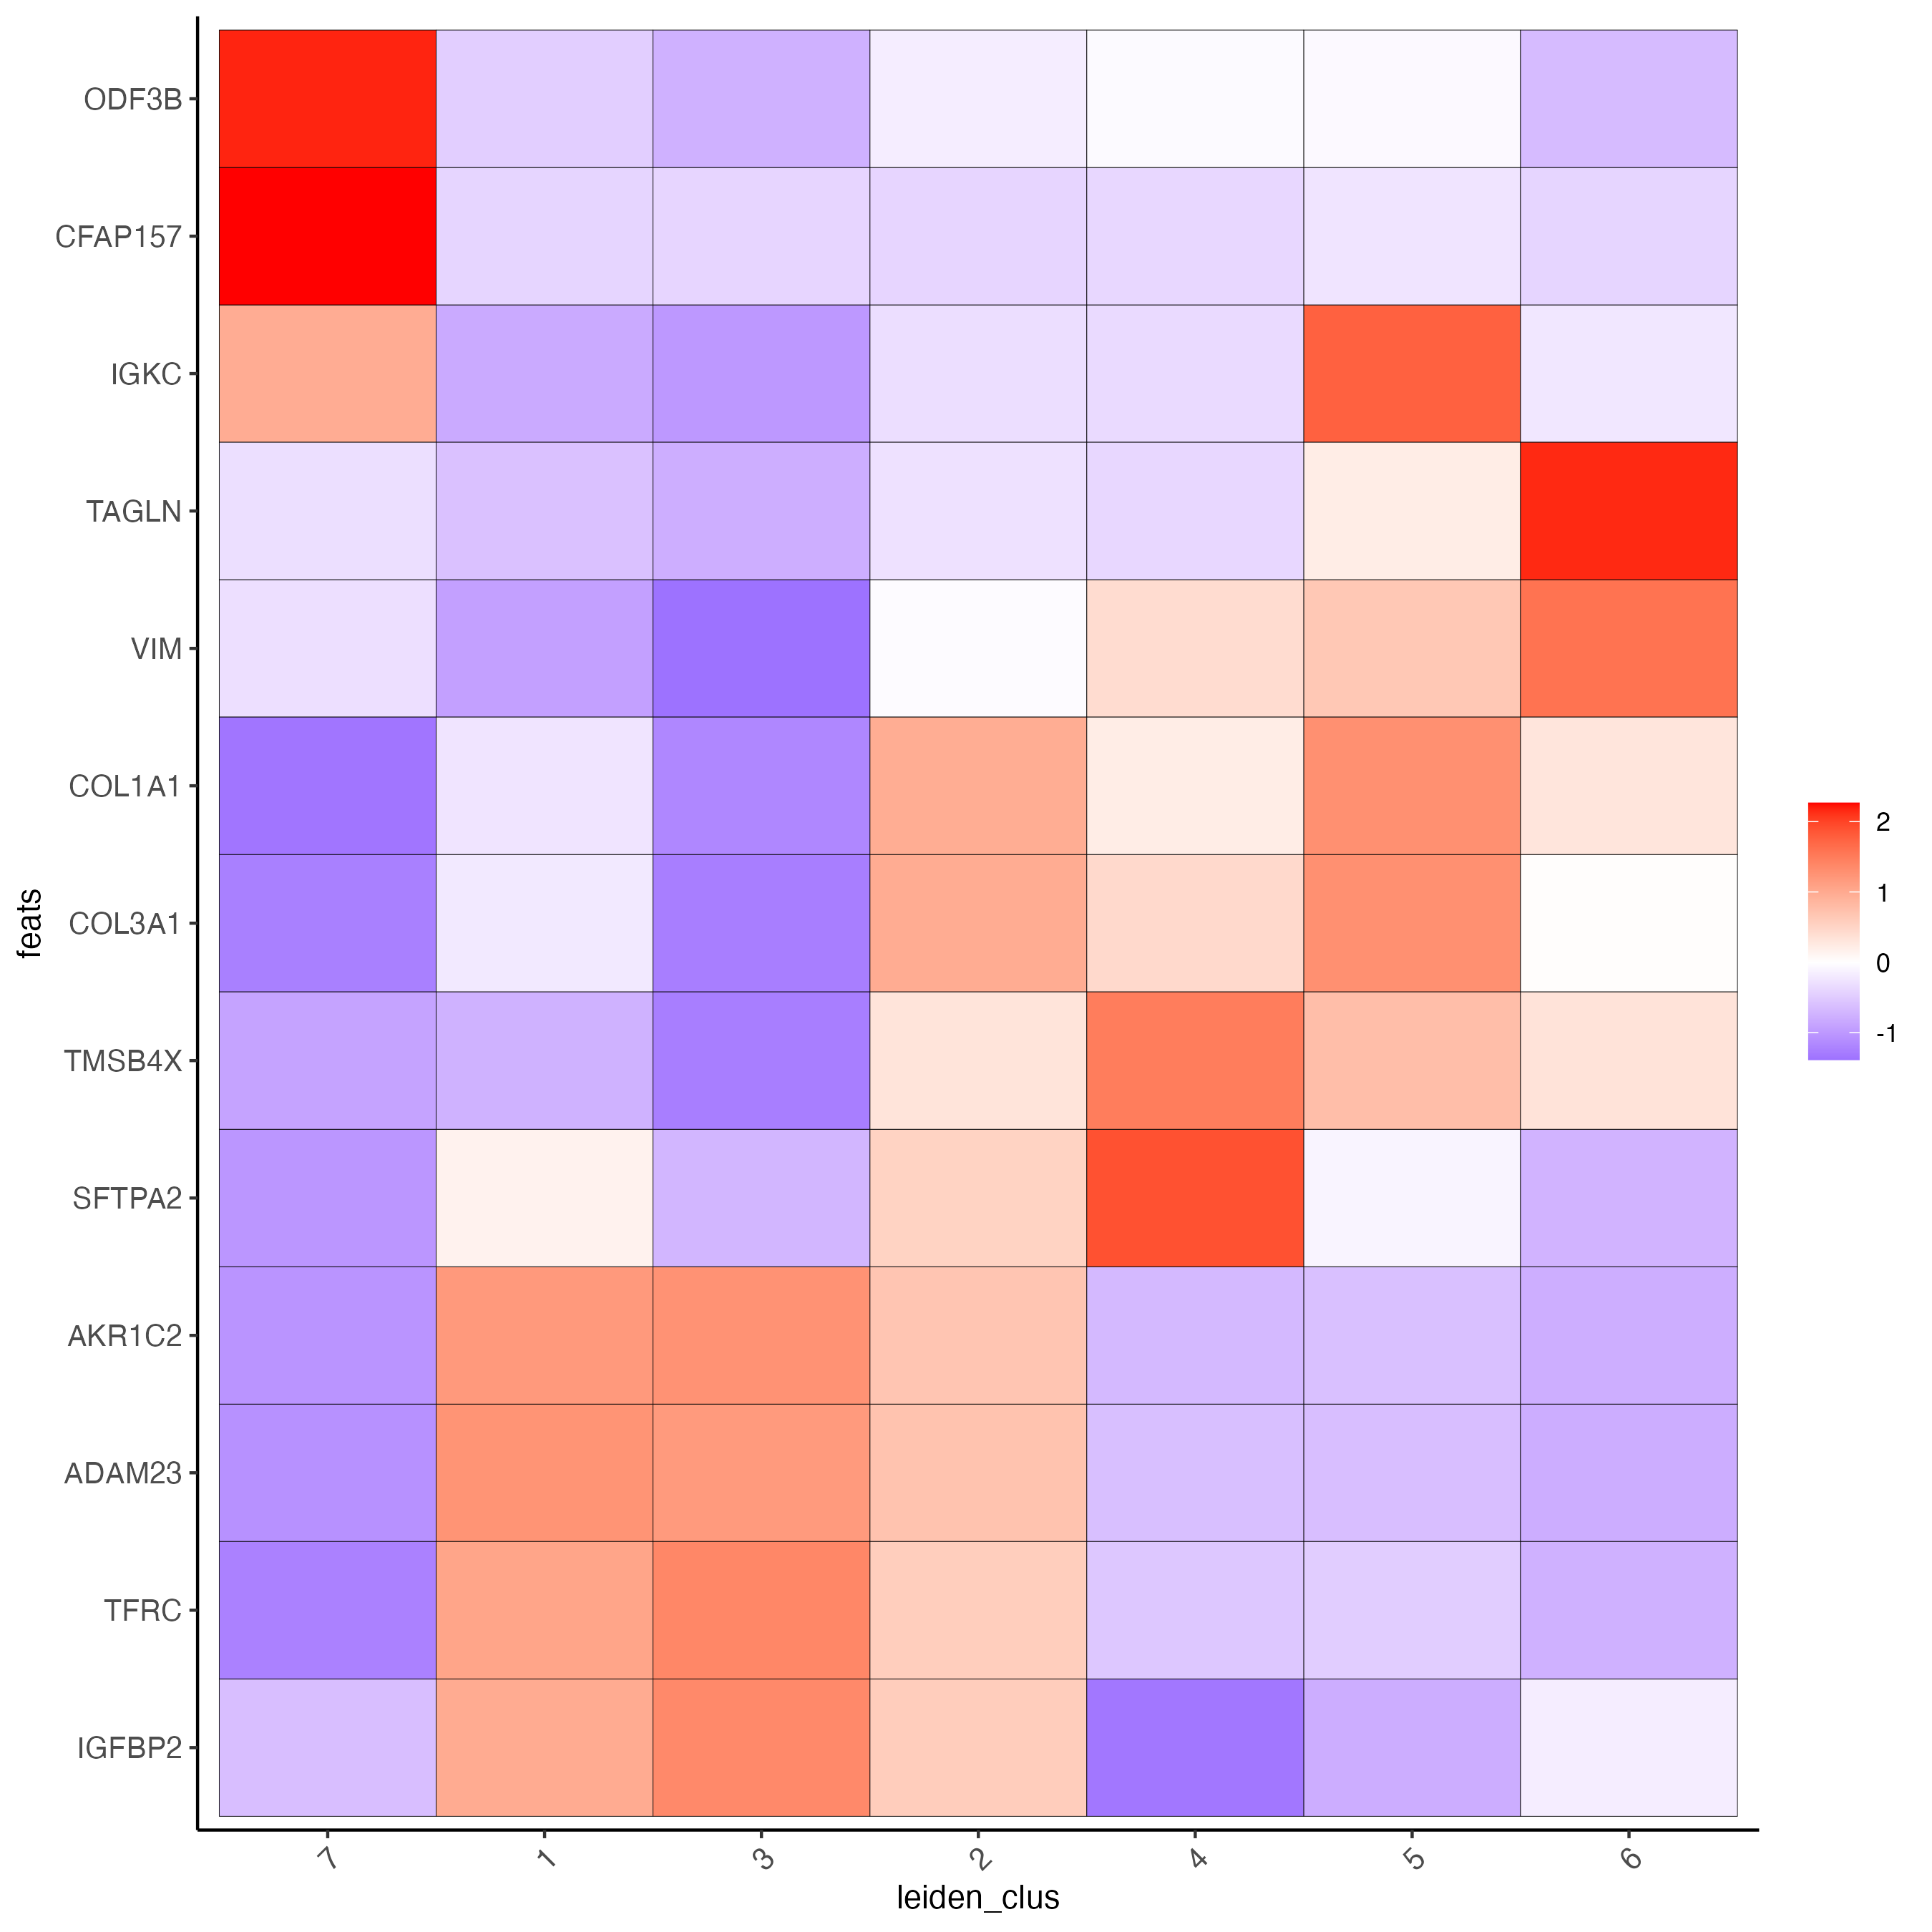 ODF3B
CFAP157
IGKC
TAGLN
VIM
COL1A1
COL3A1
TMSB4X
SFTPA2
AKR1C2
ADAM23
TFRC
IGFBP2
feats
7 1 3 2 4 5 6
leiden_clus
2
1
0
-1